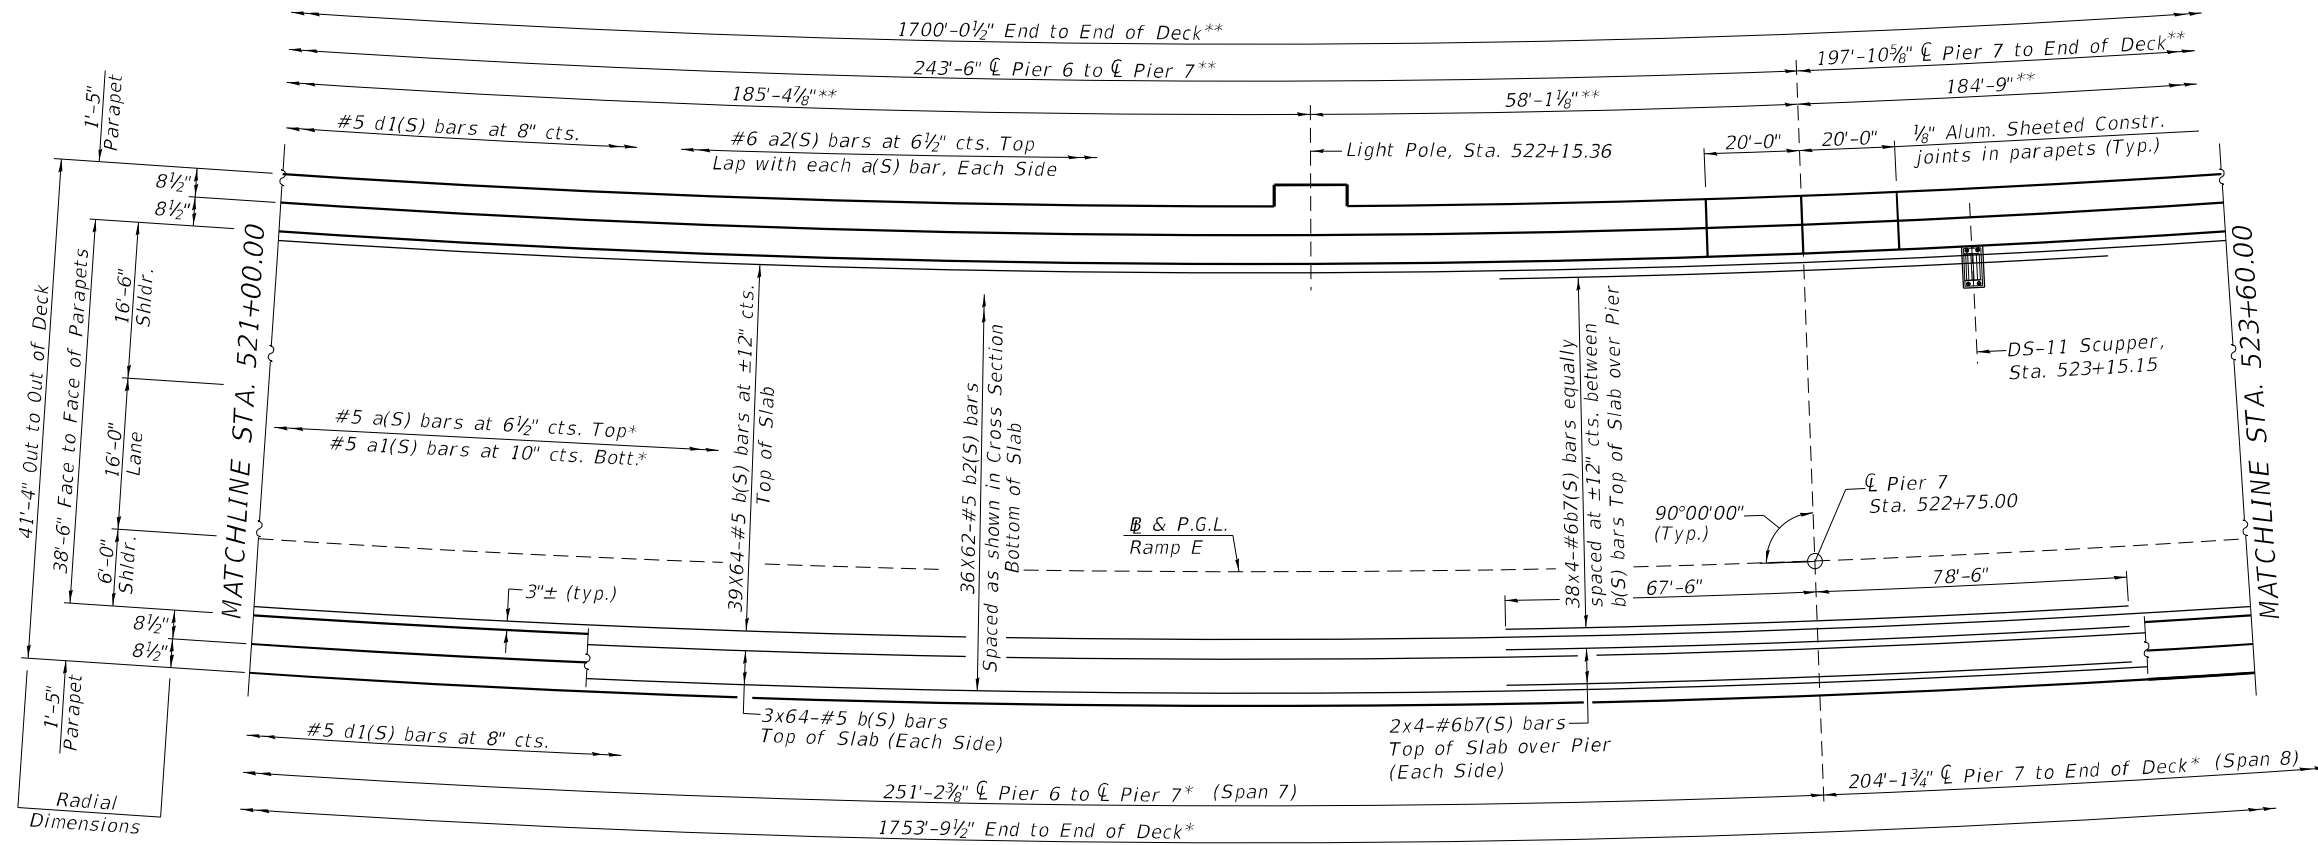 1700'-0½" End to End of Deck**
243'-6" ℄ Pier 6 to ℄ Pier 7**
197'-10⅝" ℄ Pier 7 to End of Deck**
185'-4⅞"**
58'-1⅛"**
184'-9"**
1'-5"
Parapet
#5 d1(S) bars at 8" cts.
#6 a2(S) bars at 6½" cts. Top
Lap with each a(S) bar, Each Side
Light Pole, Sta. 522+15.36
20'-0"
20'-0"
⅛" Alum. Sheeted Constr.
joints in parapets (Typ.)
8½"
8½"
41'-4" Out to Out of Deck
38'-6" Face to Face of Parapets
16'-6"
Shldr.
16'-0"
Lane
6'-0"
Shldr.
MATCHLINE STA. 521+00.00
#5 a(S) bars at 6½" cts. Top*
#5 a1(S) bars at 10" cts. Bott.*
39X64-#5 b(S) bars at ±12" cts.
Top of Slab
36X62-#5 b2(S) bars
Spaced as shown in Cross Section
Bottom of Slab
38x4-#6b7(S) bars equally
spaced at ±12" cts. between
b(S) bars Top of Slab over Pier
DS-11 Scupper,
Sta. 523+15.15
MATCHLINE STA. 523+60.00
℄ Pier 7
Sta. 522+75.00
90°00'00"
(Typ.)
BL & P.G.L.
Ramp E
3"± (typ.)
67'-6"
78'-6"
8½"
8½"
1'-5"
Parapet
3x64-#5 b(S) bars
Top of Slab (Each Side)
2x4-#6b7(S) bars
Top of Slab over Pier
(Each Side)
#5 d1(S) bars at 8" cts.
251'-2⅜" ℄ Pier 6 to ℄ Pier 7* (Span 7)
204'-1¾" ℄ Pier 7 to End of Deck* (Span 8)
1753'-9½" End to End of Deck*
Radial
Dimensions